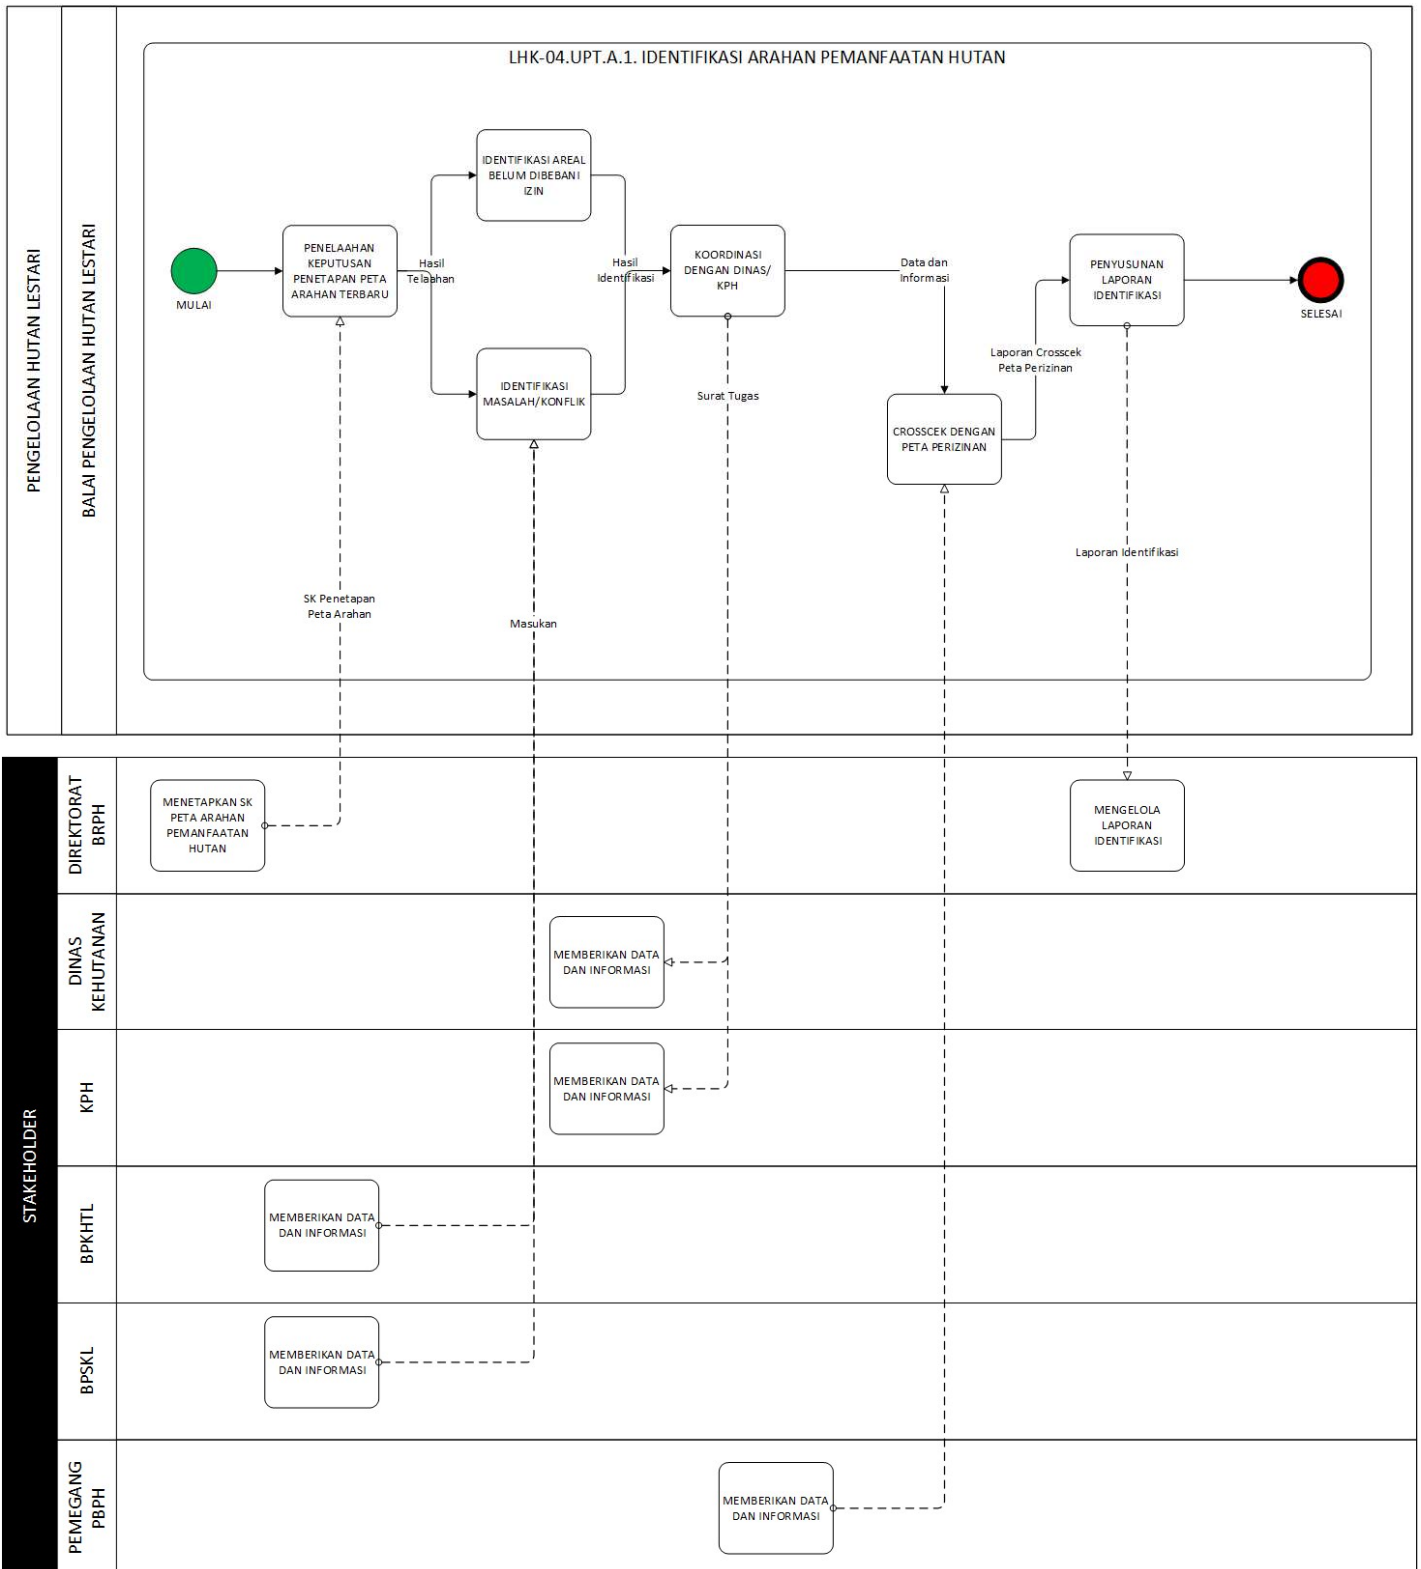 PENGELOLAAN HUTAN LESTARI
BALAI PENGELOLAAN HUTAN LESTARI
LHK-04.UPT.A.1. IDENTIFIKASI ARAHAN PEMANFAATAN HUTAN
MULAI
PENELAAHAN
KEPUTUSAN
PENETAPAN PETA
ARAHAN TERBARU
Hasil
Telaahan
IDENTIFIKASI AREAL
BELUM DIBEBANI
IZIN
IDENTIFIKASI
MASALAH/KONFLIK
Hasil
Identifikasi
KOORDINASI
DENGAN DINAS/
KPH
Data dan
Informasi
CROSSCEK DENGAN
PETA PERIZINAN
Laporan Crosscek
Peta Perizinan
PENYUSUNAN
LAPORAN
IDENTIFIKASI
SELESAI
Surat Tugas
Laporan Identifikasi
SK Penetapan
Peta Arahan
Masukan
STAKEHOLDER
DIREKTORAT
BRPH
MENETAPKAN SK
PETA ARAHAN
PEMANFAATAN
HUTAN
MENGELOLA
LAPORAN
IDENTIFIKASI
DINAS
KEHUTANAN
MEMBERIKAN DATA
DAN INFORMASI
KPH
MEMBERIKAN DATA
DAN INFORMASI
BPKHTL
MEMBERIKAN DATA
DAN INFORMASI
BPSKL
MEMBERIKAN DATA
DAN INFORMASI
PEMEGANG
PBPH
MEMBERIKAN DATA
DAN INFORMASI